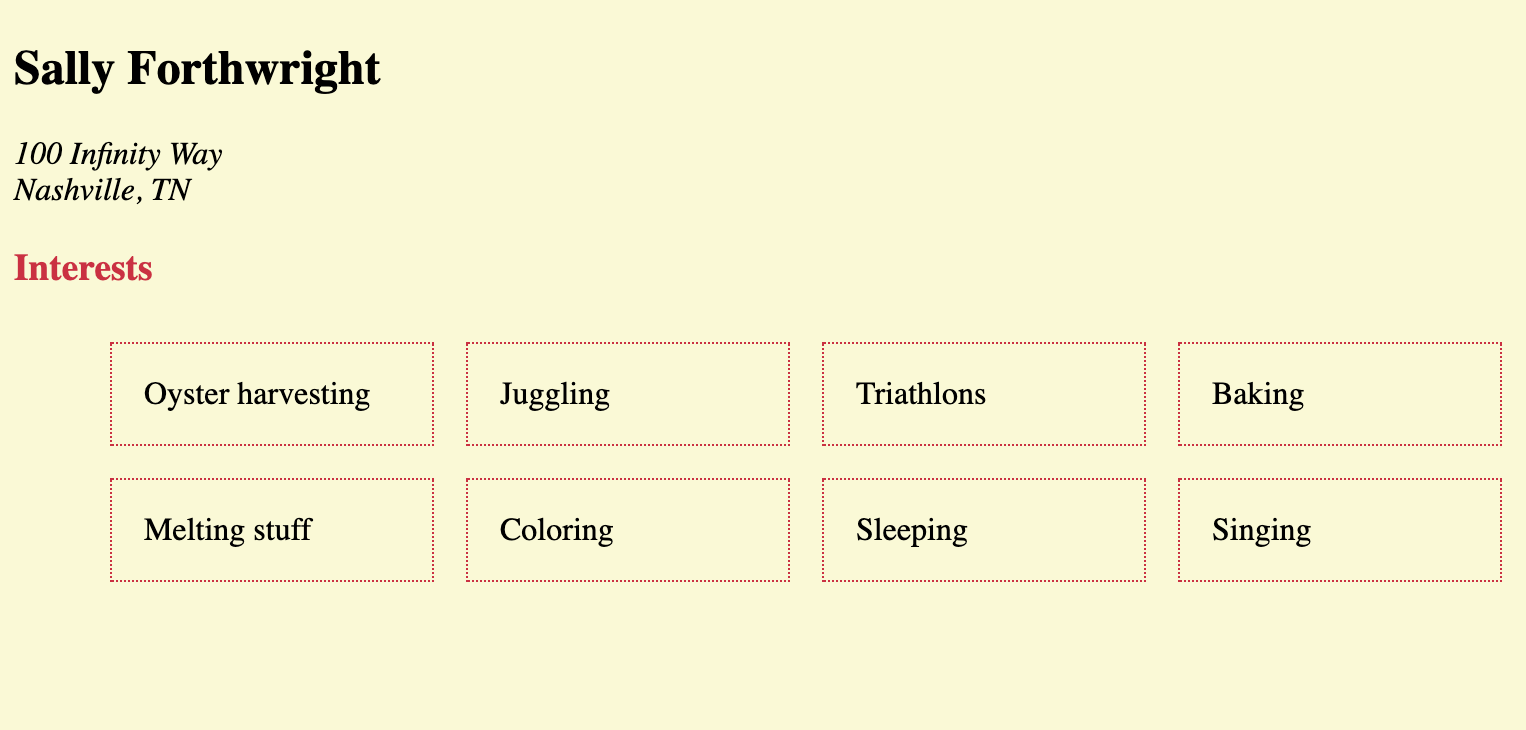 Sally Forthwright
100 Infinity Way
Nashville, TN
Interests
Oyster harvesting
Juggling
Triathlons
Baking
Melting stuff
Coloring
Sleeping
Singing